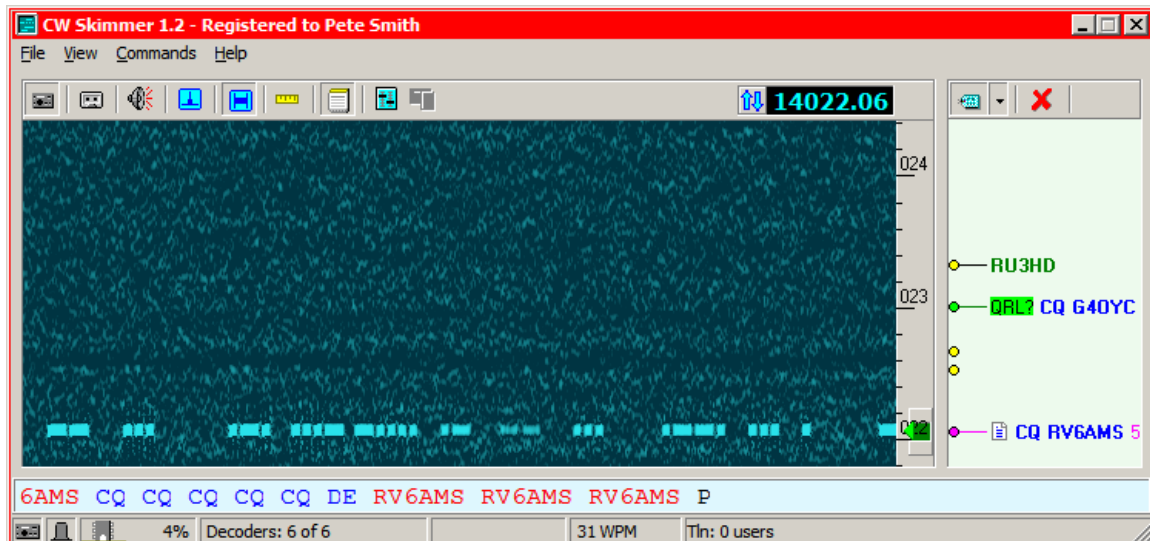 CW Skimmer 1.2 - Registered to Pete Smith
File View Commands Help
14022.06
024
RU3HD
023
QRL? CQ G4OYC
022
CQ RV6AMS 5
6AMS CQ CQ CQ CQ CQ DE RV6AMS RV6AMS RV6AMS P
4% Decoders: 6 of 6 31 WPM Tln: 0 users